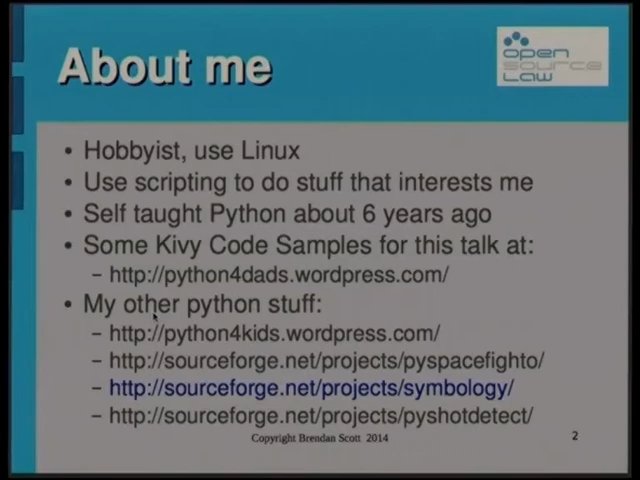 About me
open
source
Law
• Hobbyist, use Linux
• Use scripting to do stuff that interests me
• Self taught Python about 6 years ago
• Some Kivy Code Samples for this talk at:
– http://python4dads.wordpress.com/
• My other python stuff:
– http://python4kids.wordpress.com/
– http://sourceforge.net/projects/pyspacefighto/
– http://sourceforge.net/projects/symbology/
– http://sourceforge.net/projects/pyshotdetect/
Copyright Brendan Scott 2014
2